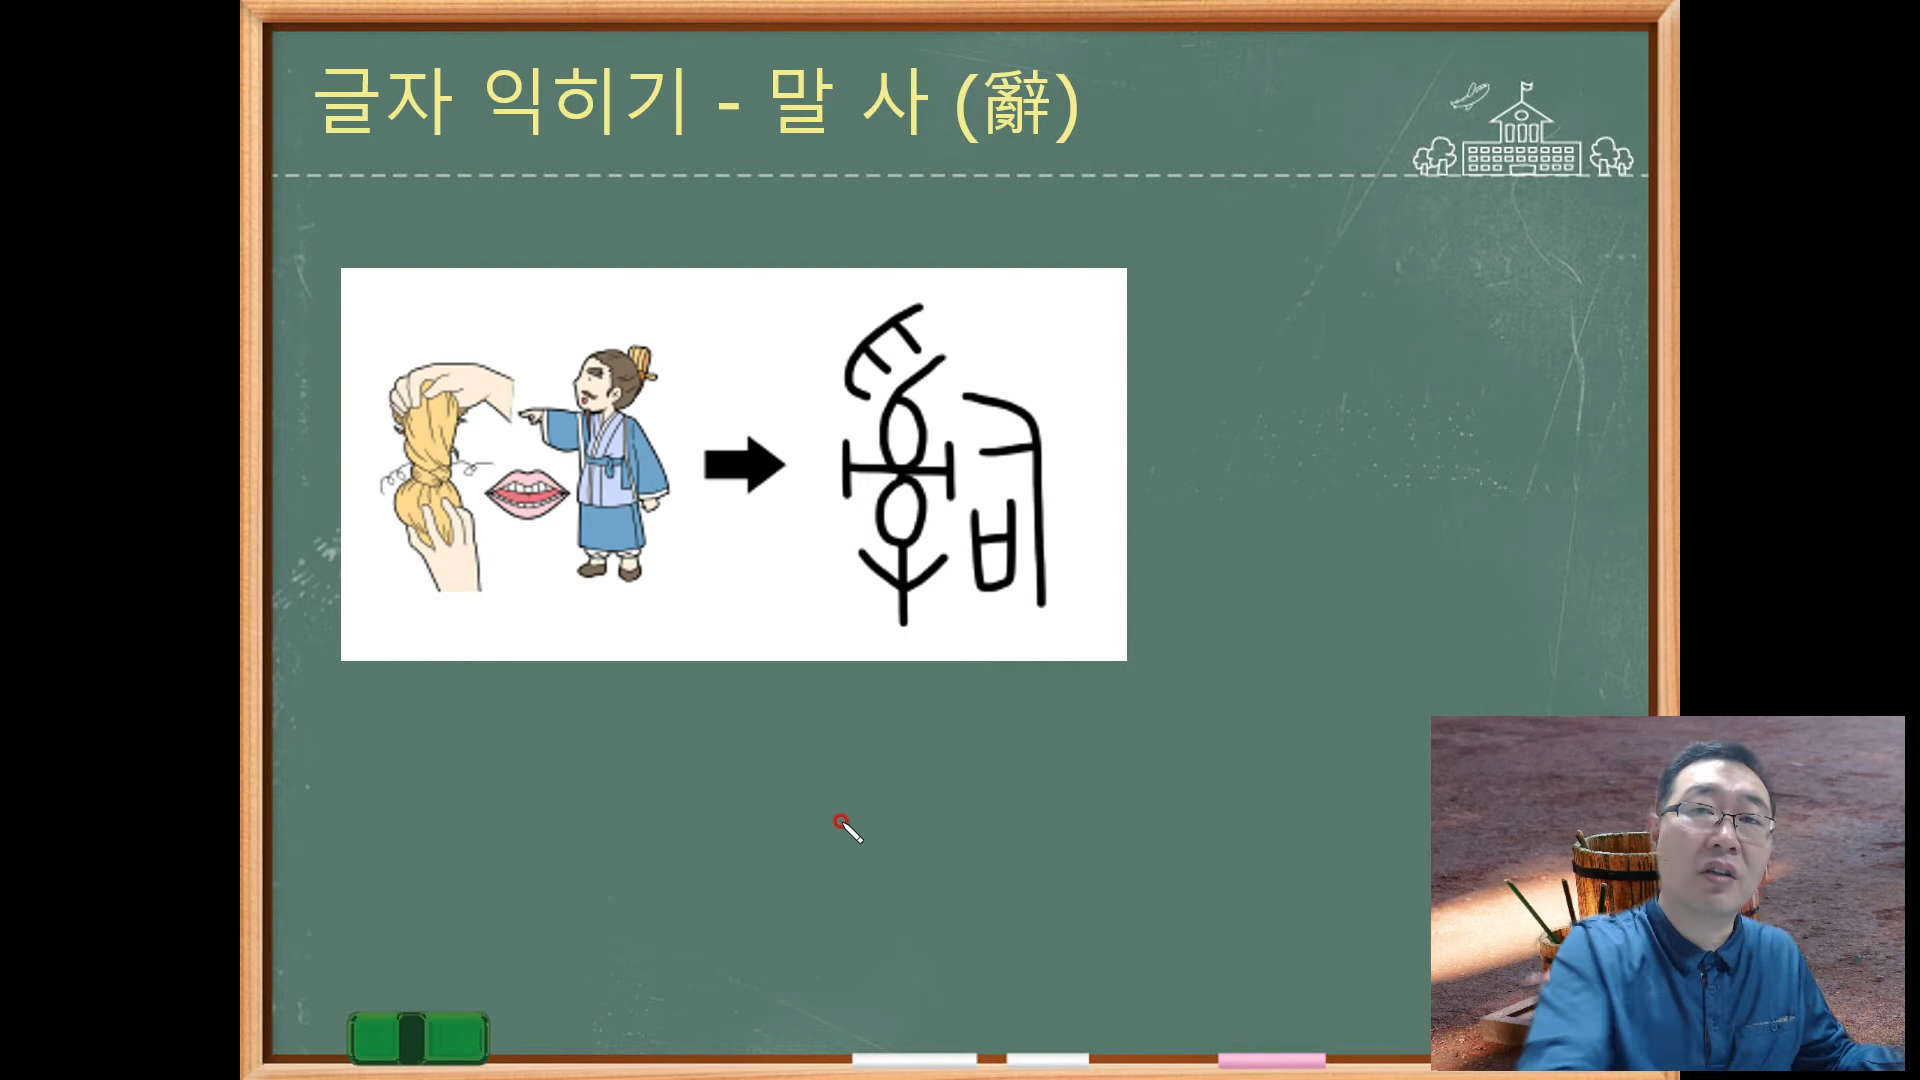 글자 익히기 - 말 사 (辭)